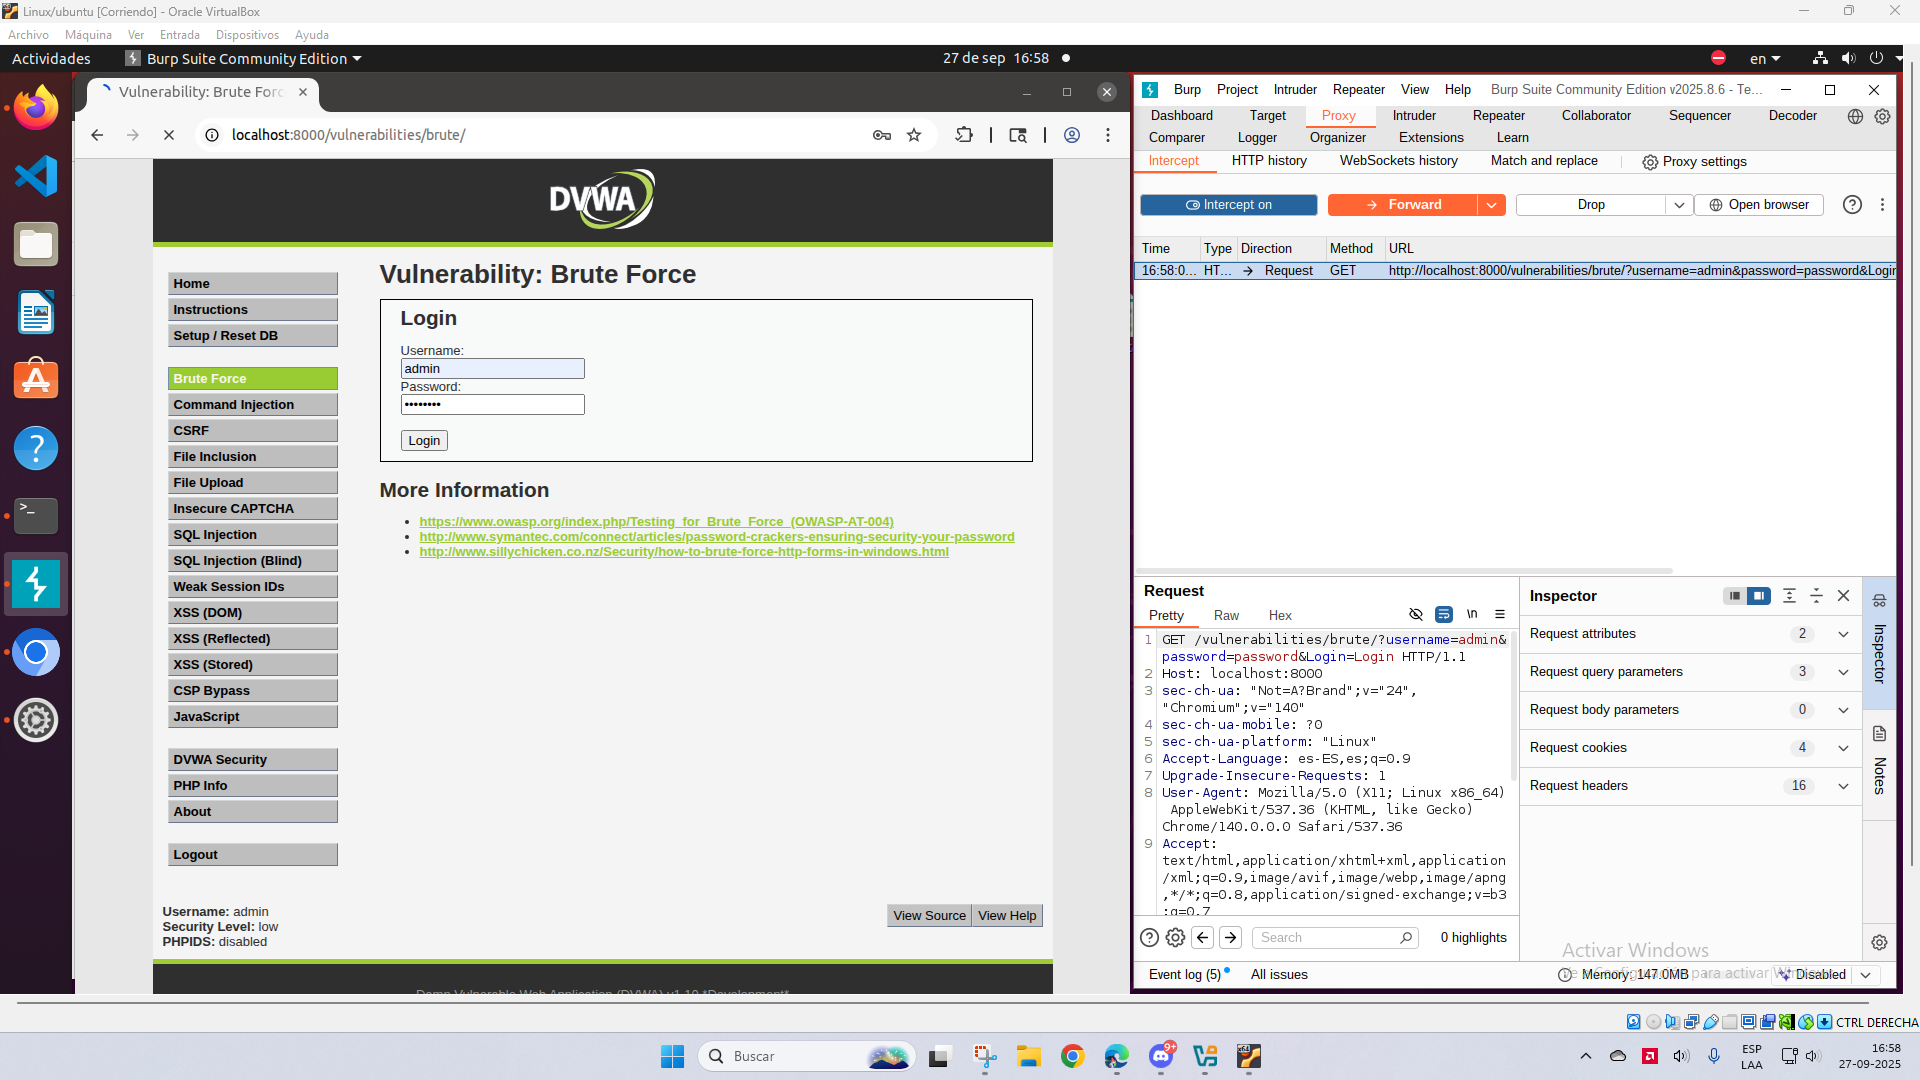 Linux/ubuntu [Corriendo] - Oracle VirtualBox
Archivo Máquina Ver Entrada Dispositivos Ayuda
Actividades Burp Suite Community Edition 27 de sep 16:58 en
Vulnerability: Brute Forc
localhost:8000/vulnerabilities/brute/
DVWA
Home
Instructions
Setup / Reset DB
Brute Force
Command Injection
CSRF
File Inclusion
File Upload
Insecure CAPTCHA
SQL Injection
SQL Injection (Blind)
Weak Session IDs
XSS (DOM)
XSS (Reflected)
XSS (Stored)
CSP Bypass
JavaScript
DVWA Security
PHP Info
About
Logout
Vulnerability: Brute Force
Login
Username:
admin
Password:
••••••••
Login
More Information
• https://www.owasp.org/index.php/Testing_for_Brute_Force_(OWASP-AT-004)
• http://www.symantec.com/connect/articles/password-crackers-ensuring-security-your-password
• http://www.sillychicken.co.nz/Security/how-to-brute-force-http-forms-in-windows.html
Username: admin
Security Level: low
PHPIDS: disabled
View Source View Help
Damn Vulnerable Web Application (DVWA) v1.10 *Development*
Burp Project Intruder Repeater View Help Burp Suite Community Edition v2025.8.6 - Te...
Dashboard Target Proxy Intruder Repeater Collaborator Sequencer Decoder
Comparer Logger Organizer Extensions Learn
Intercept HTTP history WebSockets history Match and replace Proxy settings
Intercept on Forward Drop Open browser
Time Type Direction Method URL
16:58:0... HT... → Request GET http://localhost:8000/vulnerabilities/brute/?username=admin&password=password&Login
Request
Pretty Raw Hex \n
1 GET /vulnerabilities/brute/?username=admin&
password=password&Login=Login HTTP/1.1
2 Host: localhost:8000
3 sec-ch-ua: "Not=A?Brand";v="24",
"Chromium";v="140"
4 sec-ch-ua-mobile: ?0
5 sec-ch-ua-platform: "Linux"
6 Accept-Language: es-ES,es;q=0.9
7 Upgrade-Insecure-Requests: 1
8 User-Agent: Mozilla/5.0 (X11; Linux x86_64)
AppleWebKit/537.36 (KHTML, like Gecko)
Chrome/140.0.0.0 Safari/537.36
9 Accept:
text/html,application/xhtml+xml,application
/xml;q=0.9,image/avif,image/webp,image/apng
,*/*;q=0.8,application/signed-exchange;v=b3
;q=0.7
Search 0 highlights
Inspector
Request attributes 2
Request query parameters 3
Request body parameters 0
Request cookies 4
Request headers 16
Inspector
Notes
Activar Windows
Event log (5) All issues Memory: 147.0MB Disabled
CTRL DERECHA
Buscar
9+
ESP
LAA
16:58
27-09-2025